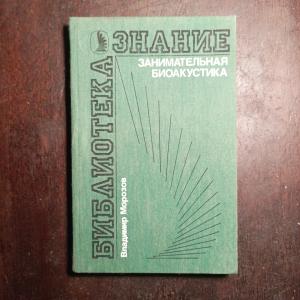 БИБЛИОТЕКА
ЗНАНИЕ
ЗАНИМАТЕЛЬНАЯ
БИОАКУСТИКА
Владимир Морозов